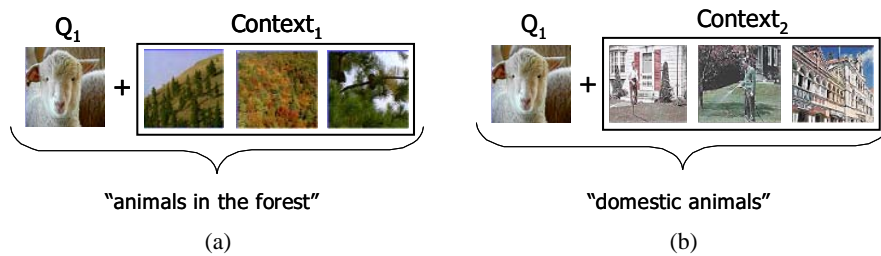 Q1 Context1
+
“animals in the forest”
(a)
Q1 Context2
+
“domestic animals”
(b)